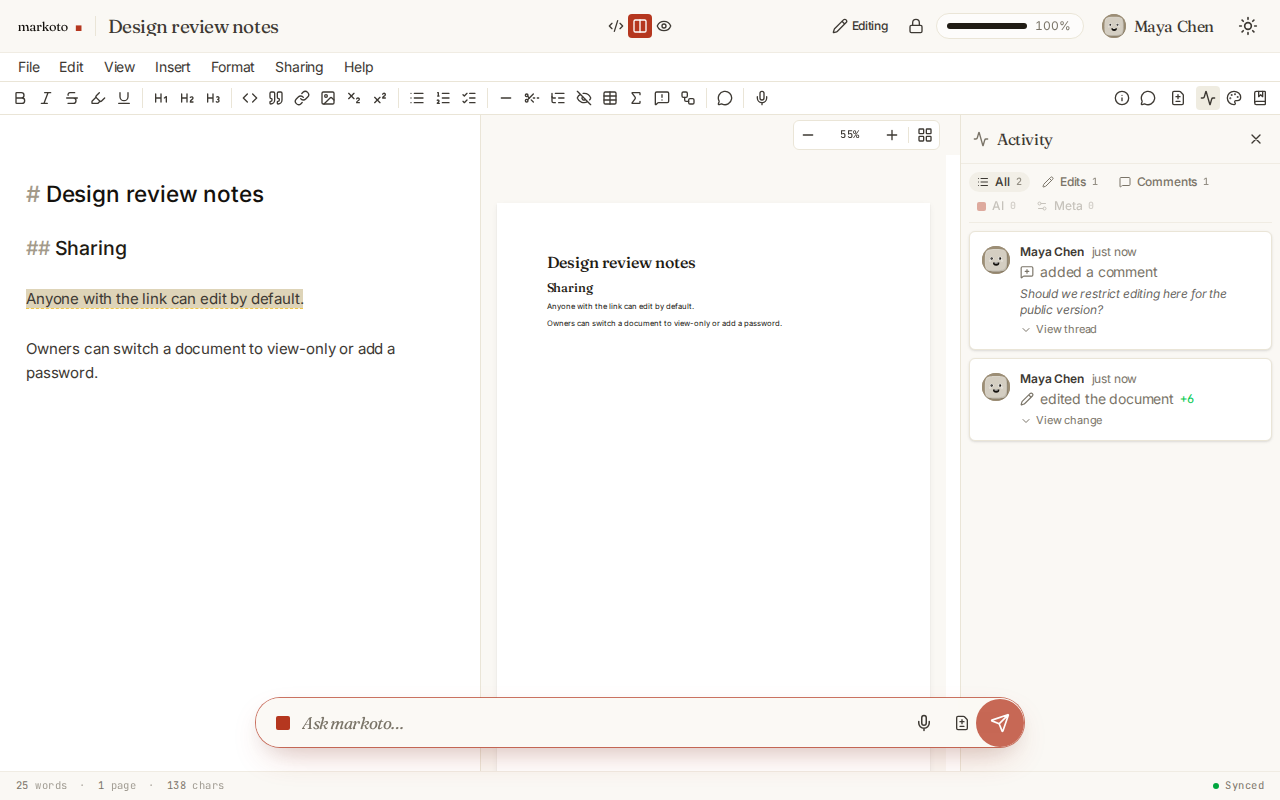 markoto
Design review notes
Editing
100%
Maya Chen
File Edit View Insert Format Sharing Help
H1 H2 H3
55%
Activity
All 2 Edits 1 Comments 1
AI 0 Meta 0
# Design review notes
## Sharing
Anyone with the link can edit by default.
Owners can switch a document to view-only or add a
password.
Design review notes
Sharing
Anyone with the link can edit by default.
Owners can switch a document to view-only or add a password.
Maya Chen just now
added a comment
Should we restrict editing here for the
public version?
View thread
Maya Chen just now
edited the document +6
View change
Ask markoto...
25 words · 1 page · 138 chars
Synced